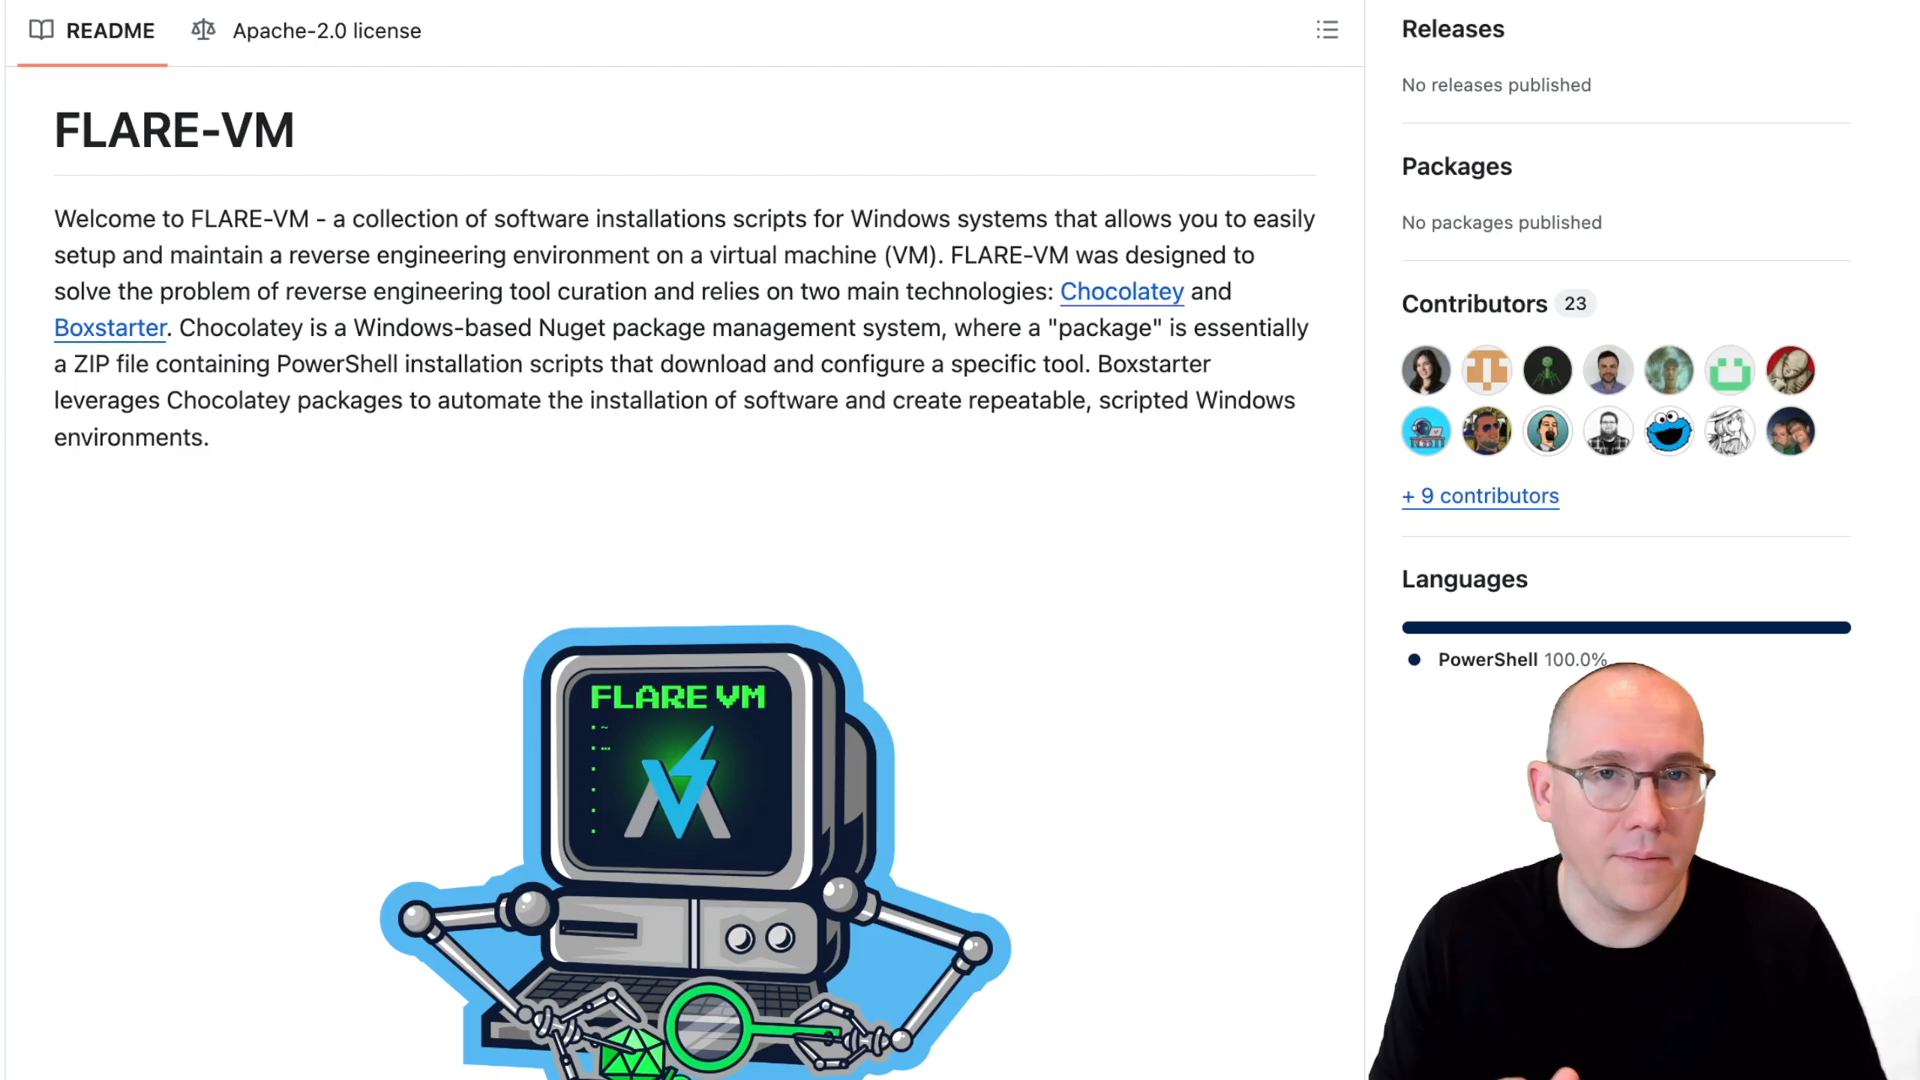 README
Apache-2.0 license
FLARE-VM
Welcome to FLARE-VM - a collection of software installations scripts for Windows systems that allows you to easily
setup and maintain a reverse engineering environment on a virtual machine (VM). FLARE-VM was designed to
solve the problem of reverse engineering tool curation and relies on two main technologies: Chocolatey and
Boxstarter. Chocolatey is a Windows-based Nuget package management system, where a "package" is essentially
a ZIP file containing PowerShell installation scripts that download and configure a specific tool. Boxstarter
leverages Chocolatey packages to automate the installation of software and create repeatable, scripted Windows
environments.
FLARE VM
Releases
No releases published
Packages
No packages published
Contributors 23
+ 9 contributors
Languages
PowerShell 100.0%